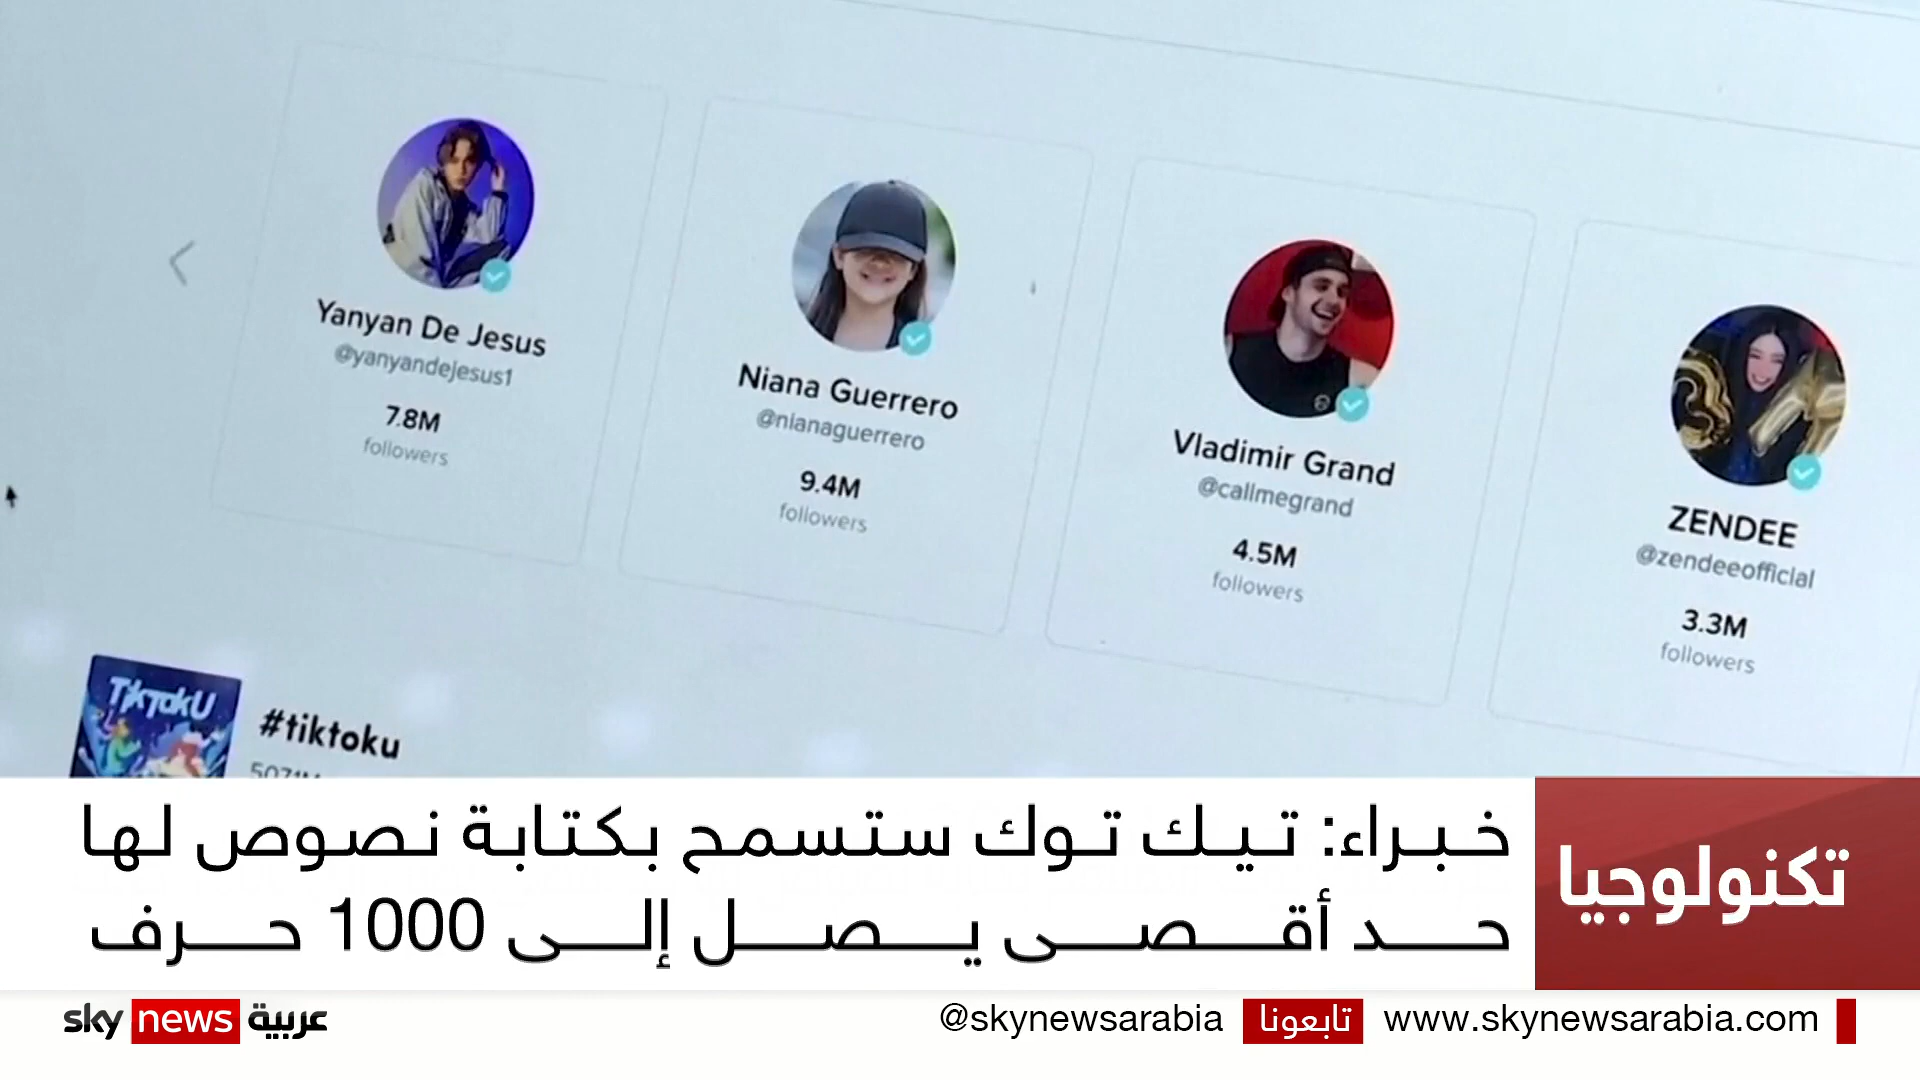 Yanyan De Jesus
@yanyandejesus1
7.8M
followers
Niana Guerrero
@nianaguerrero
9.4M
followers
Vladimir Grand
@callmegrand
4.5M
followers
ZENDEE
@zendeeofficial
3.3M
followers
TikTokU
#tiktoku
تكنولوجيا
خبراء: تيك توك ستسمح بكتابة نصوص لها
حد أقصى يصل إلى 1000 حرف
sky news عربية
@skynewsarabia تابعونا www.skynewsarabia.com